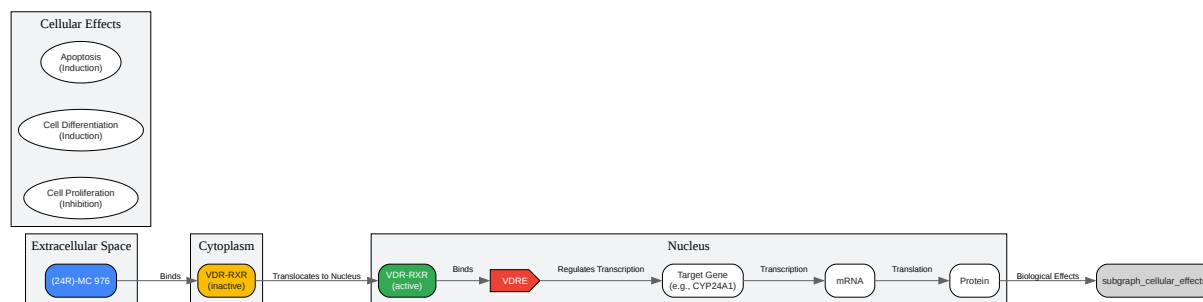 Cellular Effects
Apoptosis
(Induction)
Cell Differentiation
(Induction)
Cell Proliferation
(Inhibition)
Extracellular Space
Cytoplasm
Nucleus
(24R)-MC 976
Binds
VDR-RXR
(inactive)
Translocates to Nucleus
VDR-RXR
(active)
Binds
VDRE
Regulates Transcription
Target Gene
(e.g., CYP24A1)
Transcription
mRNA
Translation
Protein
Biological Effects
subgraph_cellular_effects